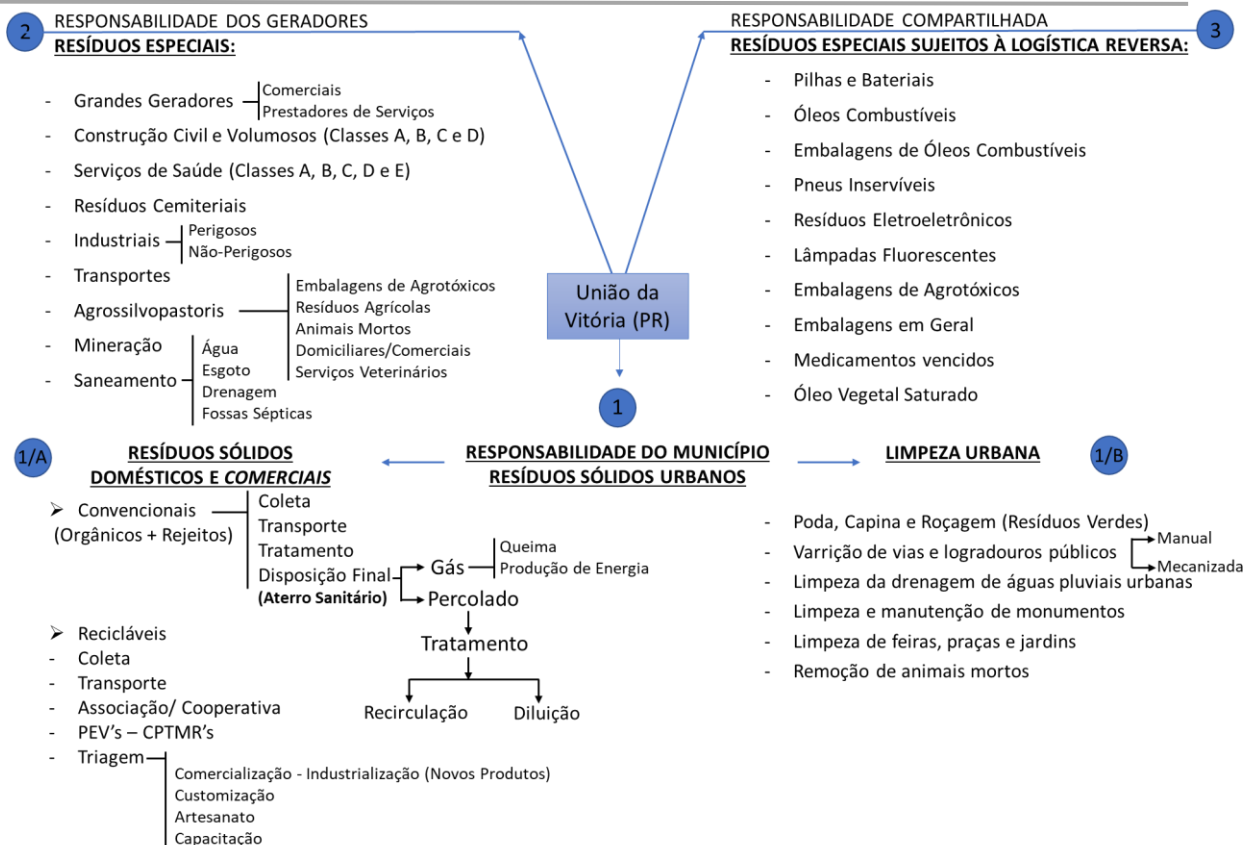 2
RESPONSABILIDADE DOS GERADORES
RESÍDUOS ESPECIAIS:
- Grandes Geradores
Comerciais
Prestadores de Serviços
- Construção Civil e Volumosos (Classes A, B, C e D)
- Serviços de Saúde (Classes A, B, C, D e E)
- Resíduos Cemiteriais
- Industriais
Perigosos
Não-Perigosos
- Transportes
- Agrossilvopastoris
Embalagens de Agrotóxicos
Resíduos Agrícolas
Animais Mortos
Domiciliares/Comerciais
Serviços Veterinários
- Mineração
- Saneamento
Água
Esgoto
Drenagem
Fossas Sépticas
RESPONSABILIDADE COMPARTILHADA
3
RESÍDUOS ESPECIAIS SUJEITOS À LOGÍSTICA REVERSA:
- Pilhas e Bateriais
- Óleos Combustíveis
- Embalagens de Óleos Combustíveis
- Pneus Inservíveis
- Resíduos Eletroeletrônicos
- Lâmpadas Fluorescentes
- Embalagens de Agrotóxicos
- Embalagens em Geral
- Medicamentos vencidos
- Óleo Vegetal Saturado
União da
Vitória (PR)
1
RESPONSABILIDADE DO MUNICÍPIO
RESÍDUOS SÓLIDOS URBANOS
1/A
RESÍDUOS SÓLIDOS
DOMÉSTICOS E COMERCIAIS
➢ Convencionais
(Orgânicos + Rejeitos)
Coleta
Transporte
Tratamento
Disposição Final
(Aterro Sanitário)
Gás
Queima
Produção de Energia
Percolado
Tratamento
Recirculação
Diluição
➢ Recicláveis
- Coleta
- Transporte
- Associação/ Cooperativa
- PEV's – CPTMR's
- Triagem
Comercialização - Industrialização (Novos Produtos)
Customização
Artesanato
Capacitação
LIMPEZA URBANA
1/B
- Poda, Capina e Roçagem (Resíduos Verdes)
- Varrição de vias e logradouros públicos
Manual
Mecanizada
- Limpeza da drenagem de águas pluviais urbanas
- Limpeza e manutenção de monumentos
- Limpeza de feiras, praças e jardins
- Remoção de animais mortos